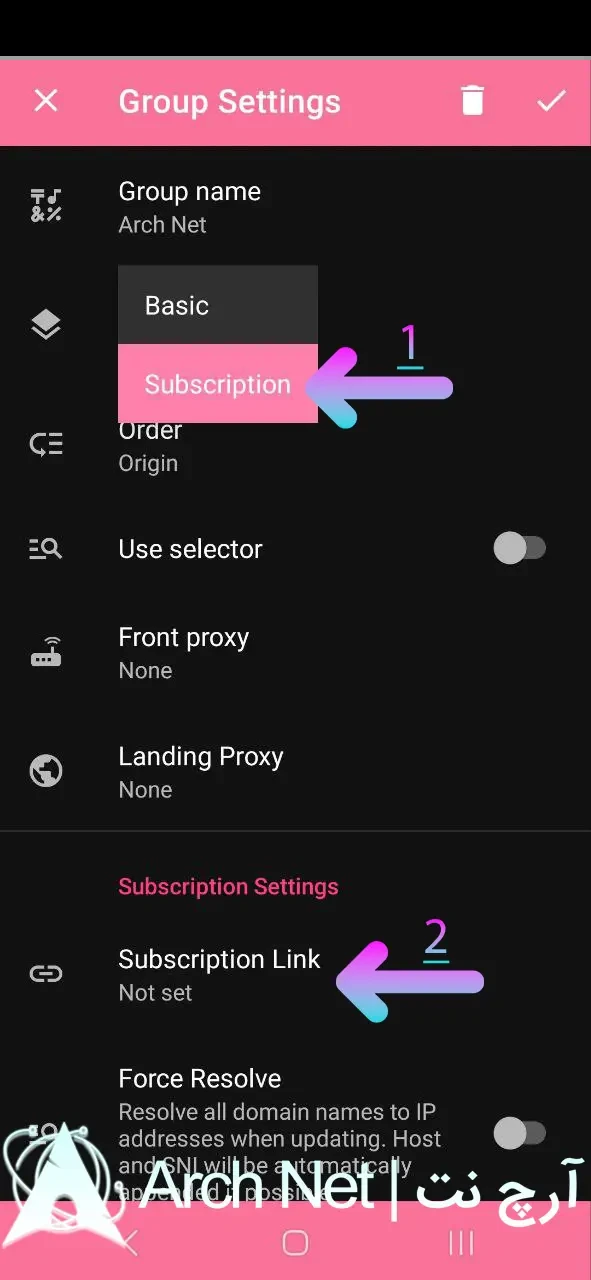 Group Settings
Group name
Arch Net
Basic
1
Subscription
Order
Origin
Use selector
Front proxy
None
Landing Proxy
None
Subscription Settings
2
Subscription Link
Not set
Force Resolve
Resolve all domain names to IP
addresses when updating. Host
and SNI will be automatically
appended if possible.
Arch Net | آرچ نت